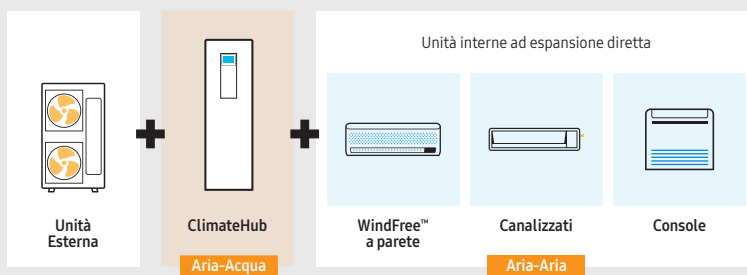 Unità interne ad espansione diretta
Unità
Esterna
ClimateHub
WindFree™
a parete
Canalizzati
Console
Aria-Acqua
Aria-Aria